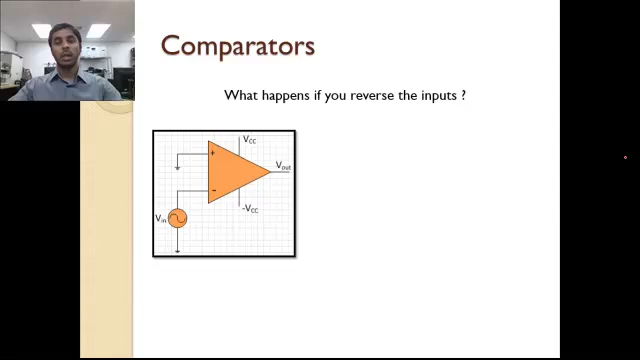 Comparators
What happens if you reverse the inputs ?
VCC
+
Vout
-
-VCC
Vin